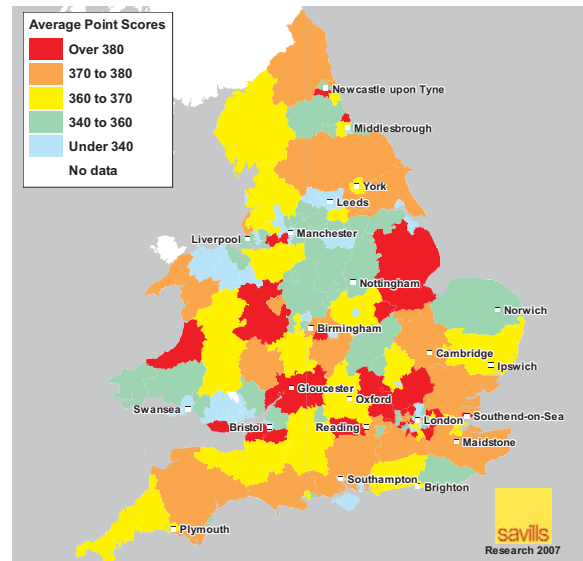 Average Point Scores
Over 380
370 to 380
360 to 370
340 to 360
Under 340
No data
Newcastle upon Tyne
Middlesbrough
York
Leeds
Manchester
Liverpool
Nottingham
Norwich
Birmingham
Cambridge
Ipswich
Gloucester
Oxford
Swansea
Bristol
Reading
London
Southend-on-Sea
Maidstone
Southampton
Brighton
Plymouth
savills
Research 2007